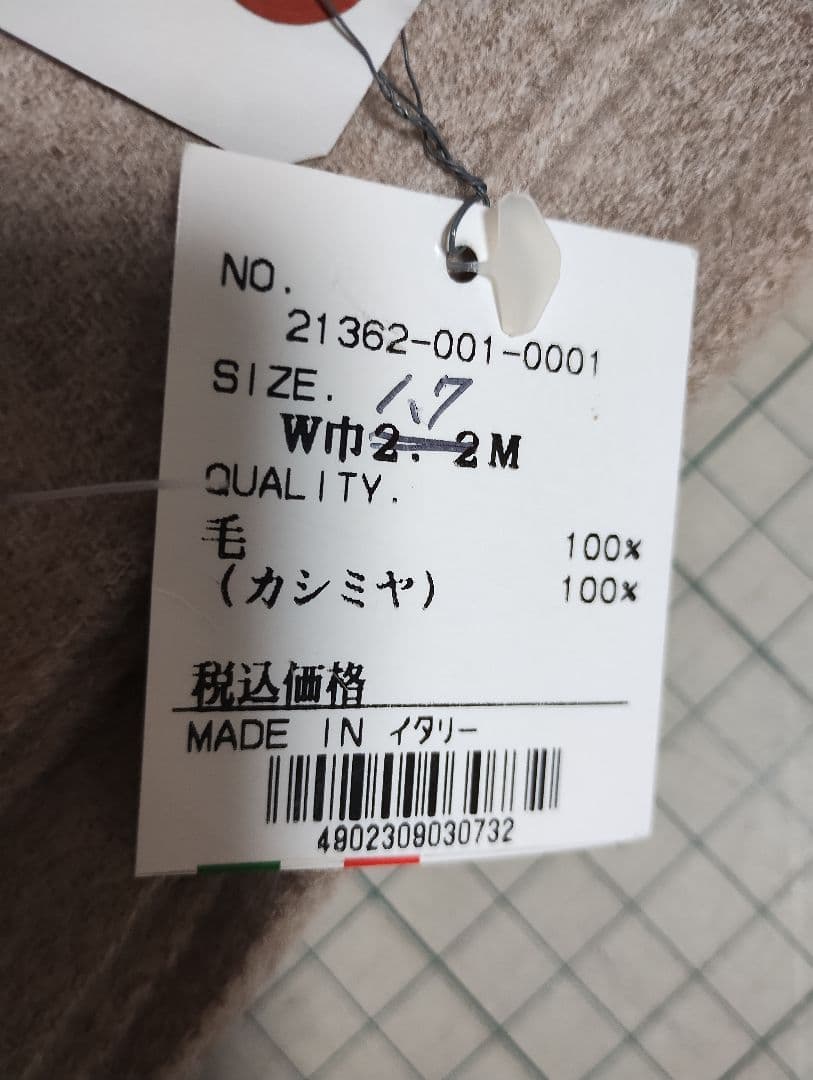 NO.
21362-001-0001
SIZE. 1.7
W巾2. 2M
QUALITY.
毛 100%
(カシミヤ) 100%
税込価格
MADE IN イタリー
4902309030732